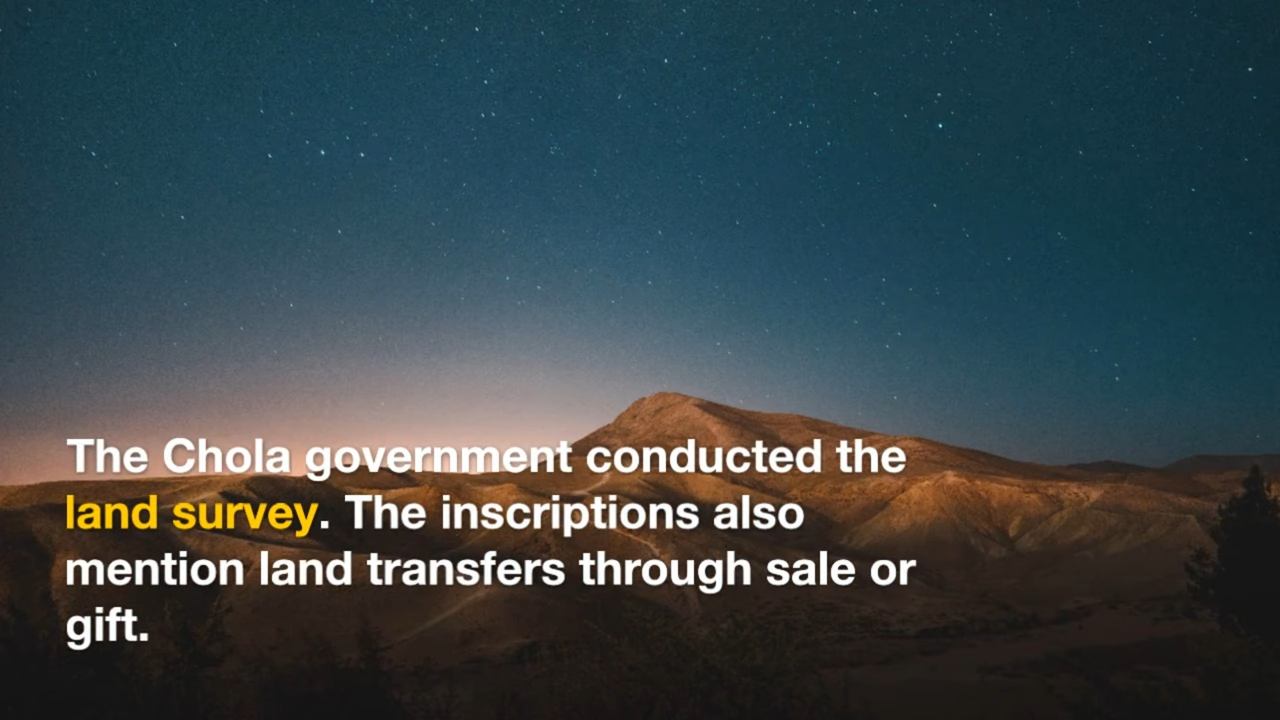 The Chola government conducted the
land survey. The inscriptions also
mention land transfers through sale or
gift.